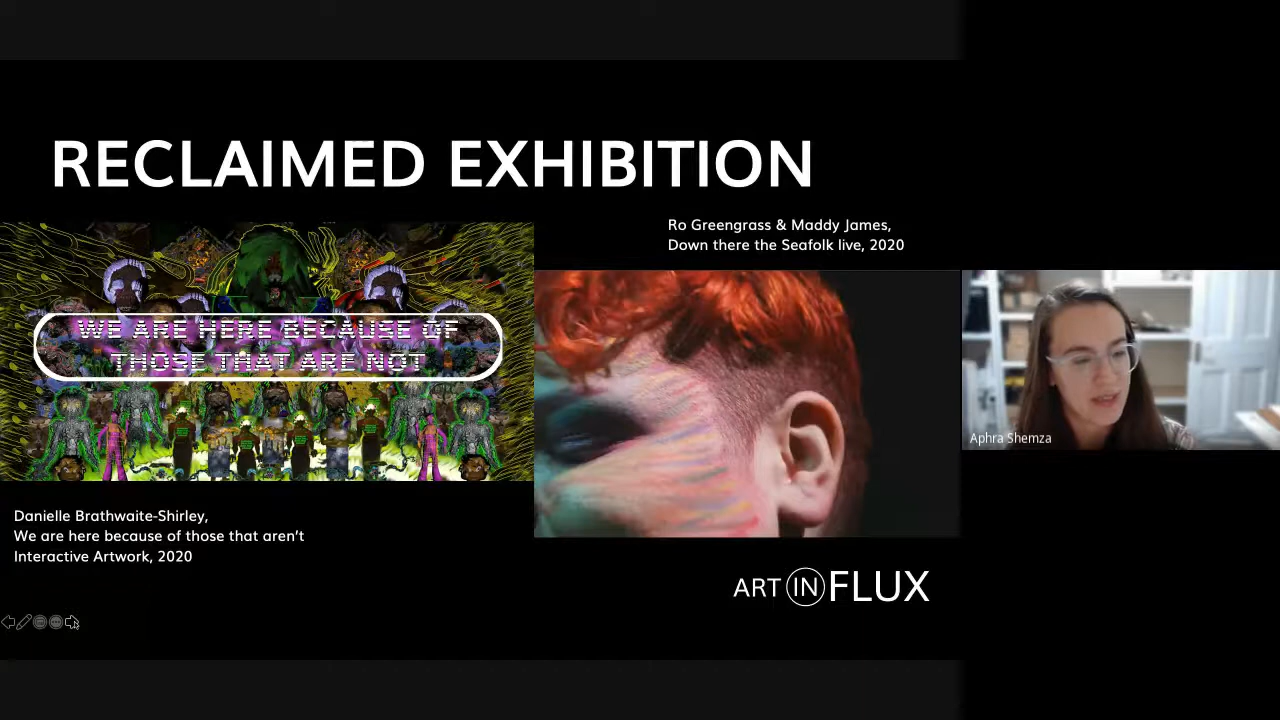 RECLAIMED EXHIBITION
Ro Greengrass & Maddy James,
Down there the Seafolk live, 2020
WE ARE HERE BECAUSE OF
THOSE THAT ARE NOT
Aphra Shemza
Danielle Brathwaite-Shirley,
We are here because of those that aren't
Interactive Artwork, 2020
ART IN FLUX